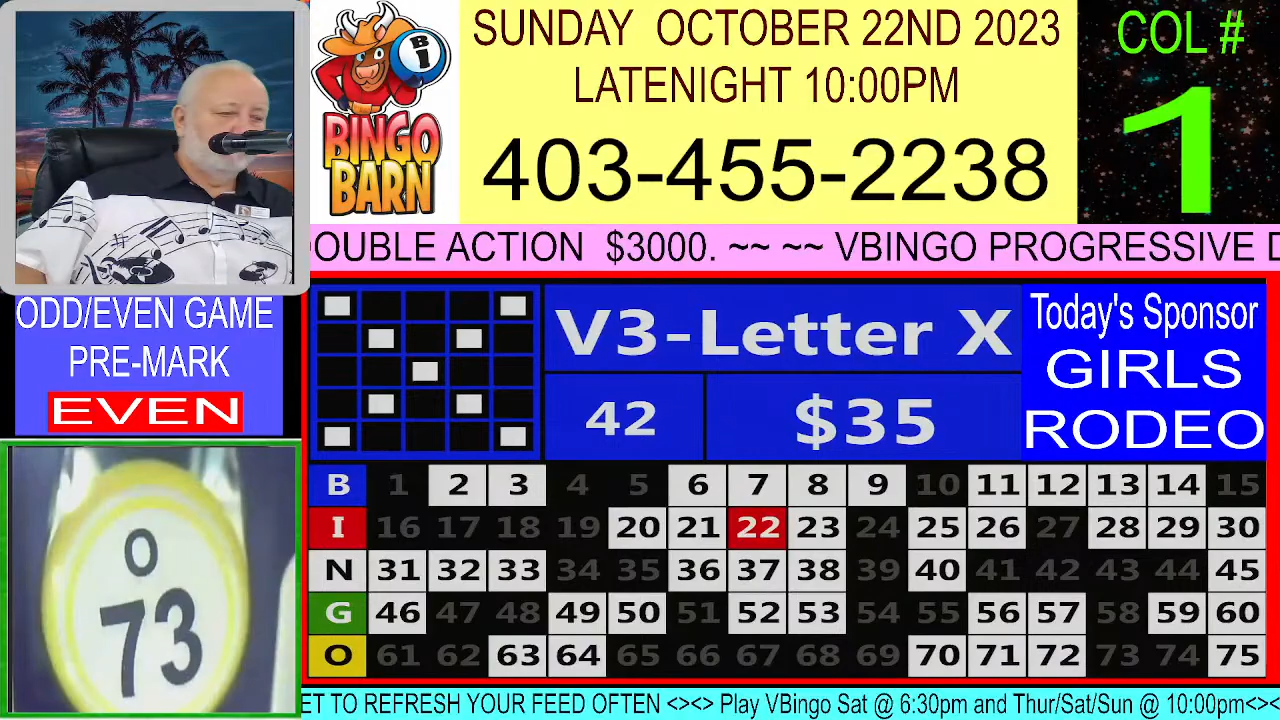 SUNDAY OCTOBER 22ND 2023
LATENIGHT 10:00PM
403-455-2238
COL #
1
BI
BINGO
BARN
OUBLE ACTION $3000. ~~ ~~ VBINGO PROGRESSIVE D
ODD/EVEN GAME
PRE-MARK
EVEN
V3-Letter X
42 $35
Today's Sponsor
GIRLS
RODEO
B 1 2 3 4 5 6 7 8 9 10 11 12 13 14 15
I 16 17 18 19 20 21 22 23 24 25 26 27 28 29 30
N 31 32 33 34 35 36 37 38 39 40 41 42 43 44 45
G 46 47 48 49 50 51 52 53 54 55 56 57 58 59 60
O 61 62 63 64 65 66 67 68 69 70 71 72 73 74 75
O
73
ET TO REFRESH YOUR FEED OFTEN <><> Play VBingo Sat @ 6:30pm and Thur/Sat/Sun @ 10:00pm<><